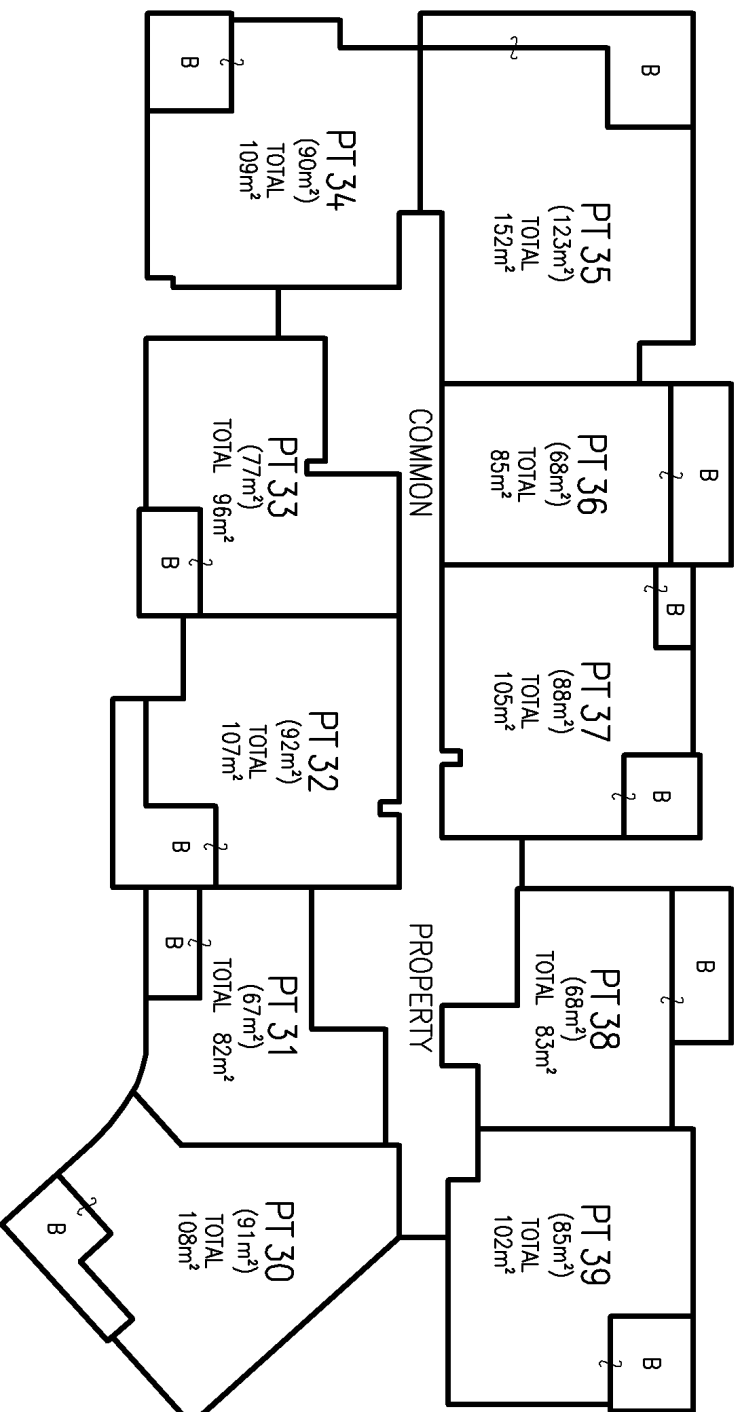 B
PT 35
(123m²)
TOTAL
152m²
B
PT 36
(68m²)
TOTAL
85m²
B
B
PT 37
(88m²)
TOTAL
105m²
B
PT 38
(68m²)
TOTAL 83m²
PT 39
(85m²)
TOTAL
102m²
B
COMMON PROPERTY
PT 34
(90m²)
TOTAL
109m²
B
PT 33
(77m²)
TOTAL 96m²
B
PT 32
(92m²)
TOTAL
107m²
B
PT 31
(67m²)
TOTAL 82m²
B
PT 30
(91m²)
TOTAL
108m²
B